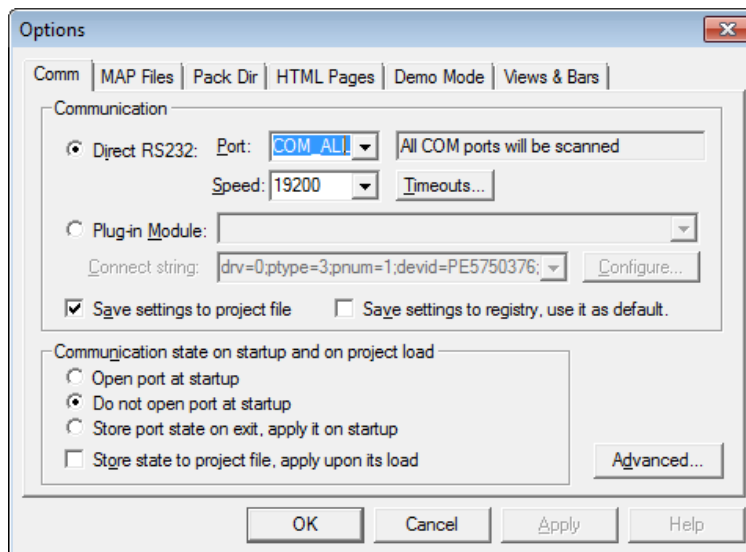 Options
Comm MAP Files Pack Dir HTML Pages Demo Mode Views & Bars
Communication
Direct RS232: Port: COM_ALL All COM ports will be scanned
Speed: 19200 Timeouts...
Plug-in Module:
Connect string: drv=0;ptype=3;pnum=1;devid=PE5750376; Configure...
Save settings to project file Save settings to registry, use it as default.
Communication state on startup and on project load
Open port at startup
Do not open port at startup
Store port state on exit, apply it on startup
Store state to project file, apply upon its load
Advanced...
OK Cancel Apply Help